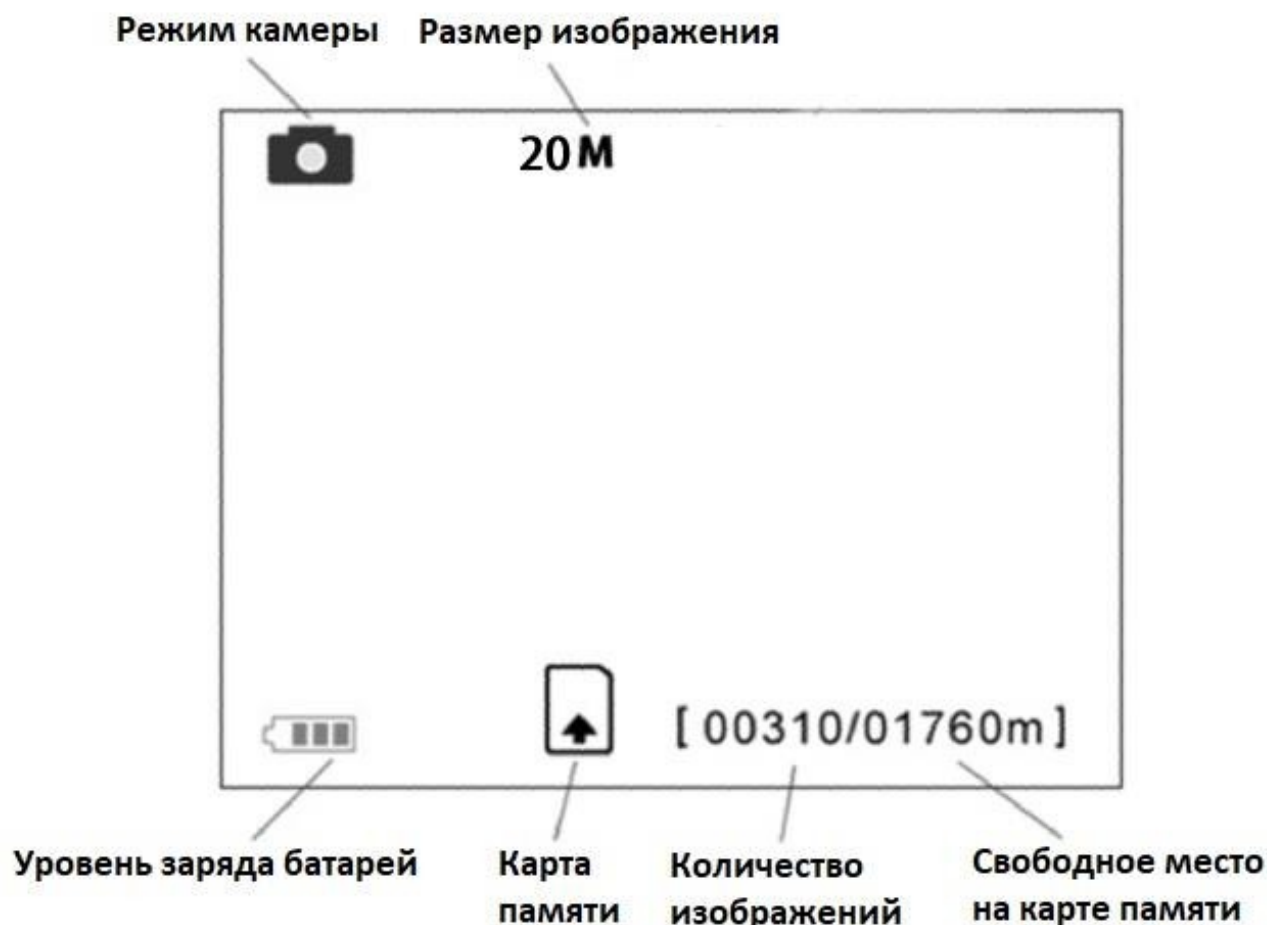 Режим камеры
Размер изображения
20M
[ 00310/01760m ]
Уровень заряда батарей
Карта
памяти
Количество
изображений
Свободное место
на карте памяти